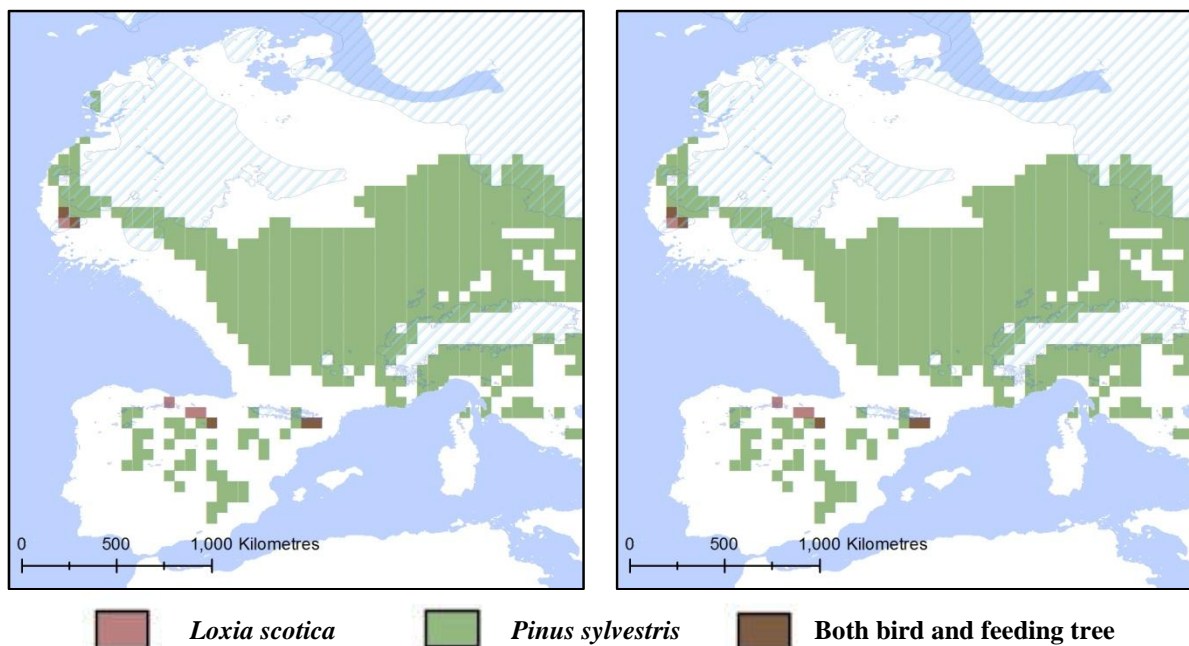 0 500 1,000 Kilometres
0 500 1,000 Kilometres
Loxia scotica Pinus sylvestris Both bird and feeding tree